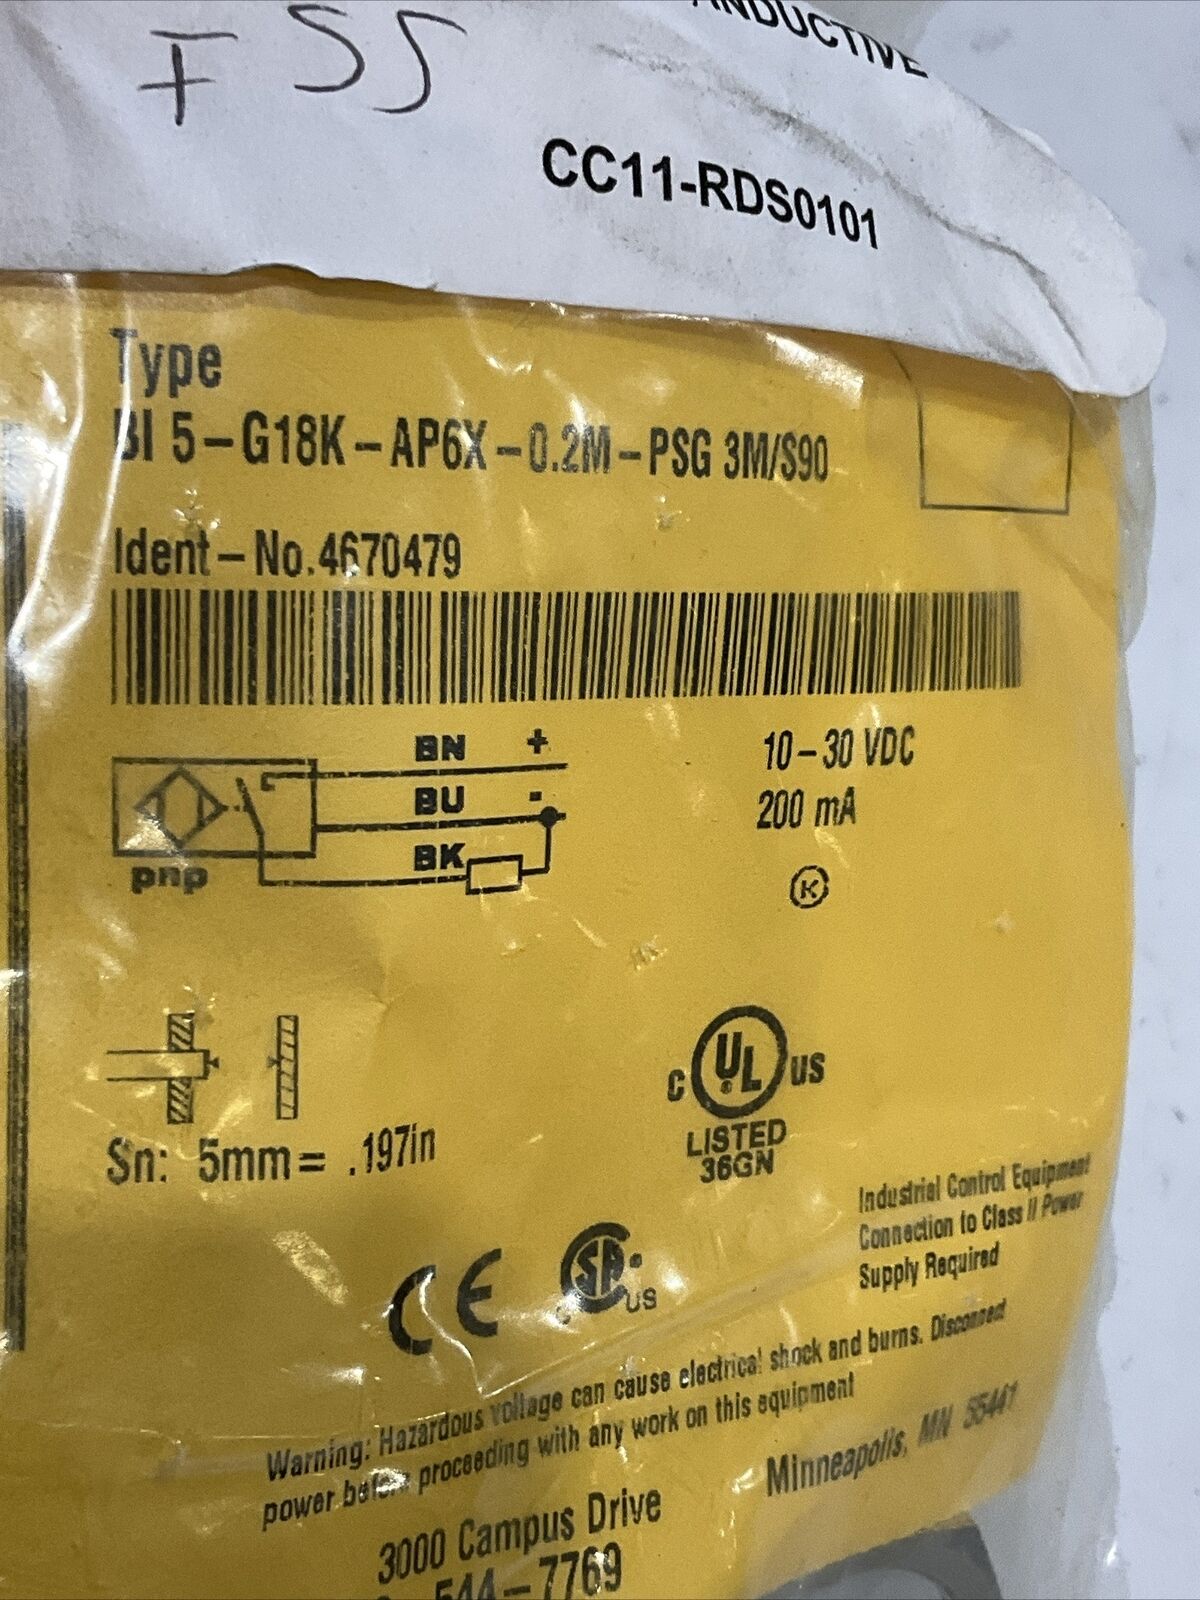 CC11-RDS0101
Type
BI 5-G18K-AP6X-0.2M-PSG 3M/S90
Ident-No.4670479
BN +
BU -
BK
pnp
10-30 VDC
200 mA
K
C UL US
LISTED
36GN
Sn: 5mm= .197in
Industrial Control Equipment
Connection to Class II Power
Supply Required
CE
SA US
Warning: Hazardous voltage can cause electrical shock and burns. Disconnect
power before proceeding with any work on this equipment
3000 Campus Drive
Minneapolis, MN 55441
544-7769